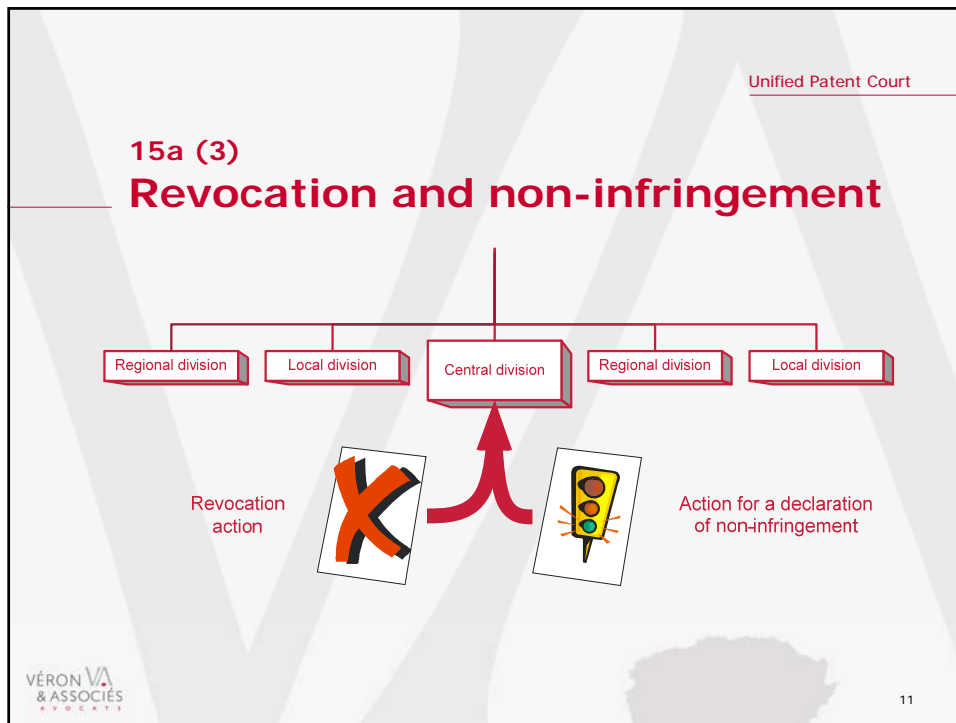 Unified Patent Court
15a (3)
Revocation and non-infringement
Regional division
Local division
Central division
Regional division
Local division
Revocation
action
Action for a declaration
of non-infringement
VÉRON VA
& ASSOCIÉS
AVOCATS
11